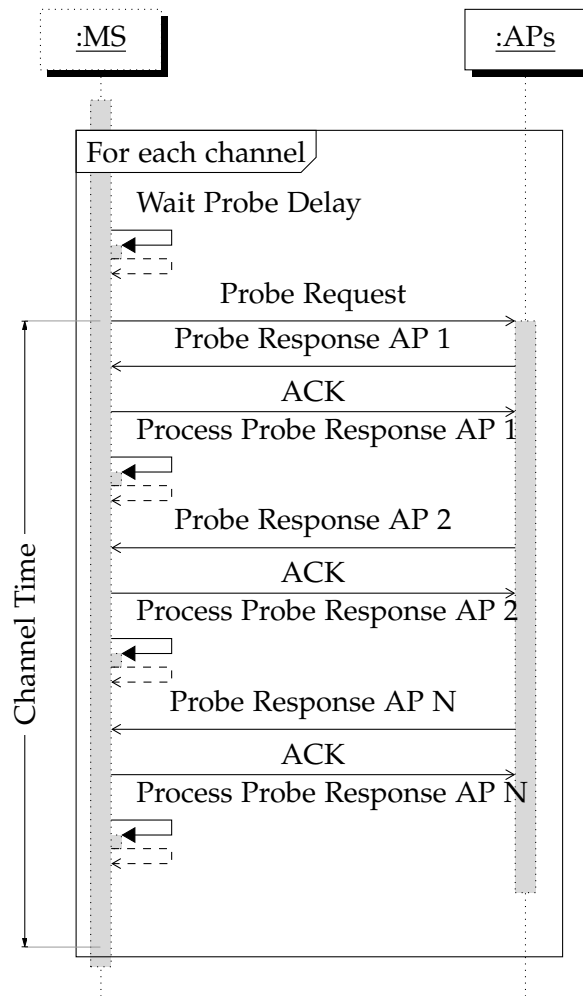 :MS
:APs
For each channel
Wait Probe Delay
Probe Request
Probe Response AP 1
ACK
Process Probe Response AP 1
Probe Response AP 2
ACK
Process Probe Response AP 2
Probe Response AP N
ACK
Process Probe Response AP N
Channel Time